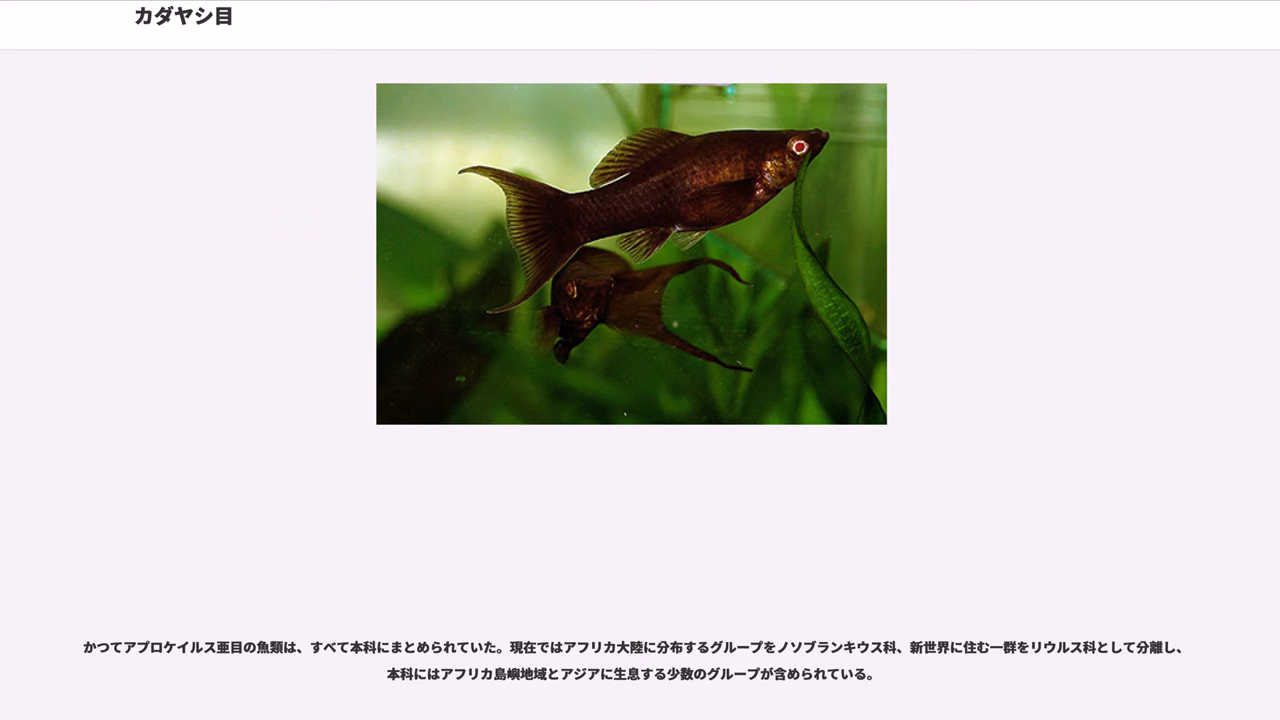 カダヤシ目
かつてアプロケイルス亜目の魚類は、すべて本科にまとめられていた。現在ではアフリカ大陸に分布するグループをノソブランキウス科、新世界に住む一群をリウルス科として分離し、
本科にはアフリカ島嶼地域とアジアに生息する少数のグループが含められている。